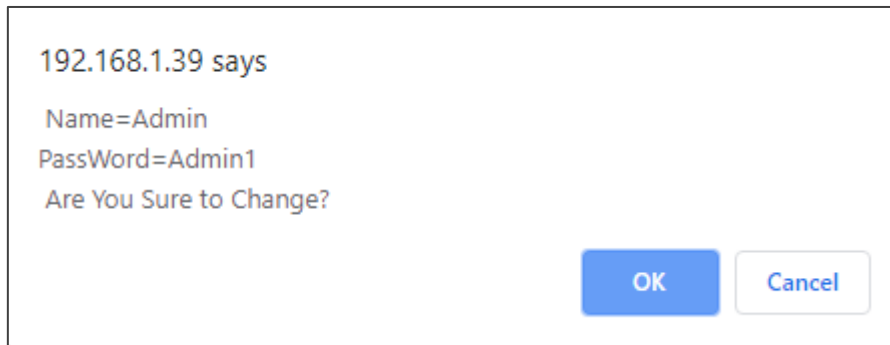 192.168.1.39 says
Name=Admin
PassWord=Admin1
Are You Sure to Change?
OK Cancel